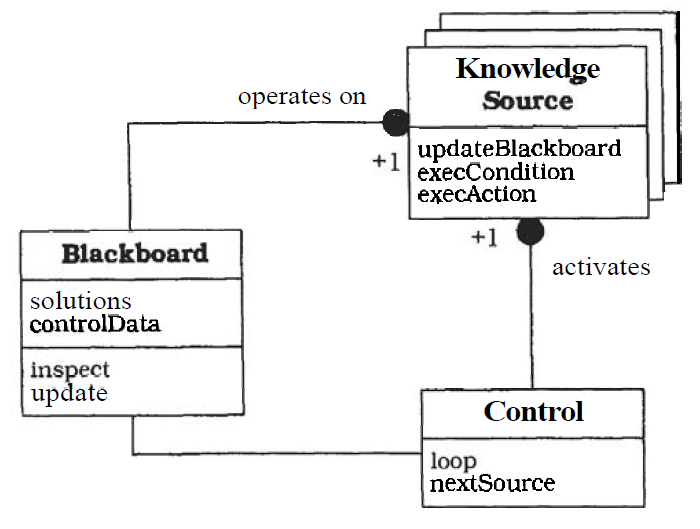 Knowledge
Source
operates on
+1
updateBlackboard
execCondition
execAction
+1
activates
Blackboard
solutions
controlData
inspect
update
Control
loop
nextSource